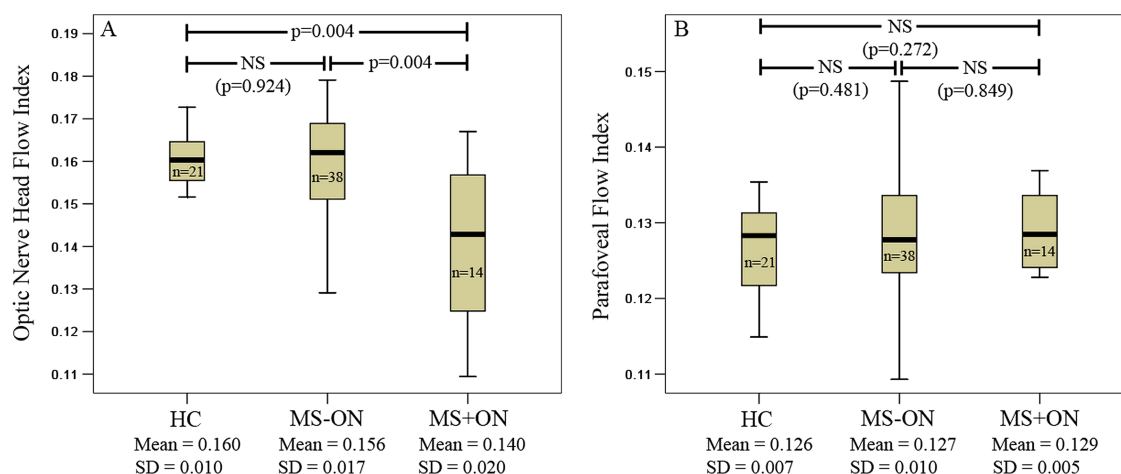 A
Optic Nerve Head Flow Index
0.19
0.18
0.17
0.16
0.15
0.14
0.13
0.12
0.11
p=0.004
NS
(p=0.924)
p=0.004
n=21
n=38
n=14
HC
Mean = 0.160
SD = 0.010
MS-ON
Mean = 0.156
SD = 0.017
MS+ON
Mean = 0.140
SD = 0.020
B
Parafoveal Flow Index
0.15
0.14
0.13
0.12
0.11
NS
(p=0.272)
NS
(p=0.481)
NS
(p=0.849)
n=21
n=38
n=14
HC
Mean = 0.126
SD = 0.007
MS-ON
Mean = 0.127
SD = 0.010
MS+ON
Mean = 0.129
SD = 0.005